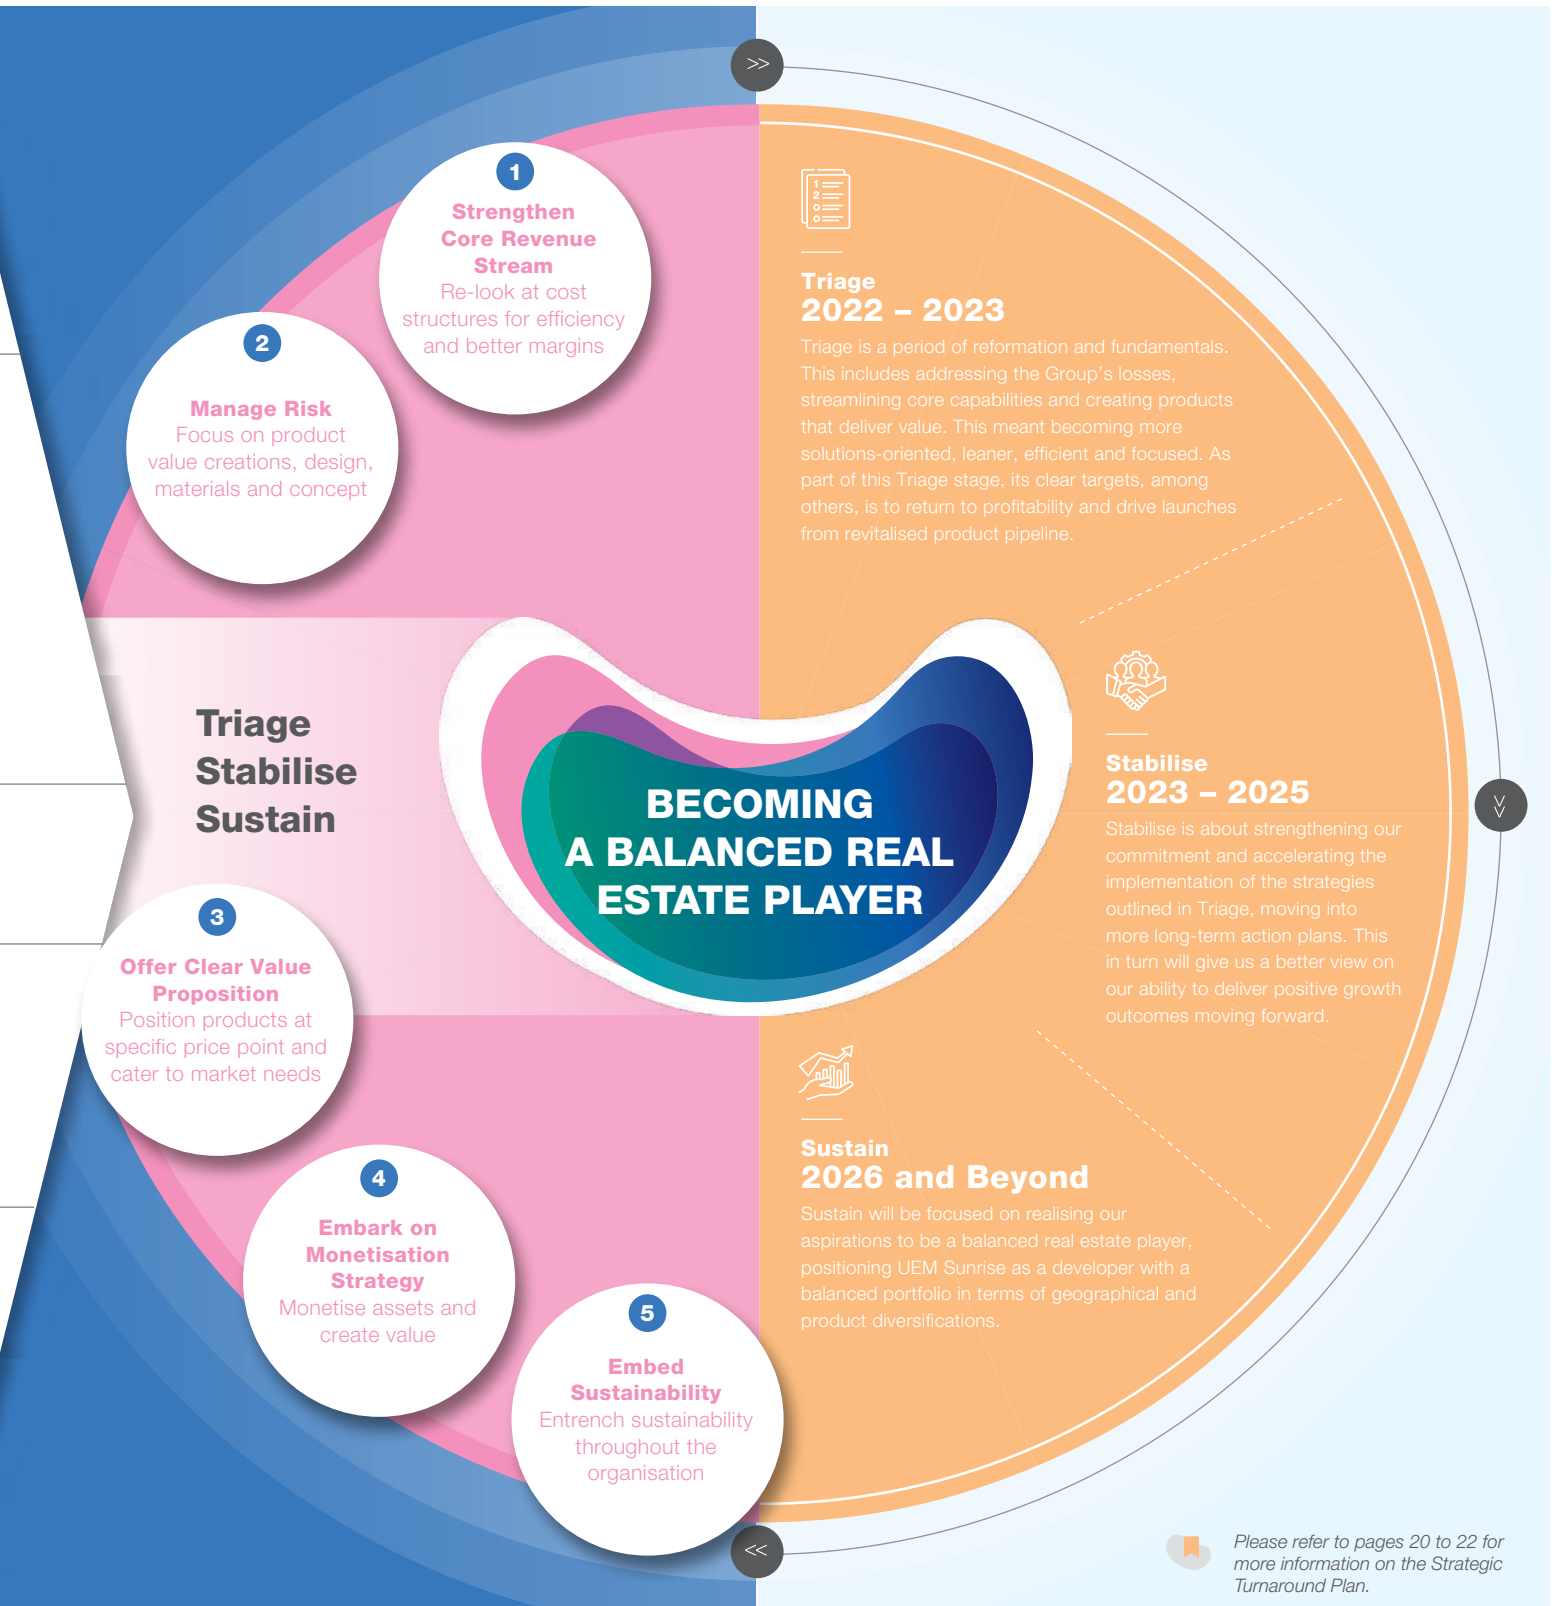 1
Strengthen
Core Revenue
Stream
Re-look at cost
structures for efficiency
and better margins
2
Manage Risk
Focus on product
value creations, design,
materials and concept
Triage
Stabilise
Sustain
3
Offer Clear Value
Proposition
Position products at
specific price point and
cater to market needs
4
Embark on
Monetisation
Strategy
Monetise assets and
create value
5
Embed
Sustainability
Entrench sustainability
throughout the
organisation
BECOMING
A BALANCED REAL
ESTATE PLAYER
>>
1
2
Triage
2022 – 2023
Triage is a period of reformation and fundamentals.
This includes addressing the Group's losses,
streamlining core capabilities and creating products
that deliver value. This meant becoming more
solutions-oriented, leaner, efficient and focused. As
part of this Triage stage, its clear targets, among
others, is to return to profitability and drive launches
from revitalised product pipeline.
Stabilise
2023 – 2025
Stabilise is about strengthening our
commitment and accelerating the
implementation of the strategies
outlined in Triage, moving into
more long-term action plans. This
in turn will give us a better view on
our ability to deliver positive growth
outcomes moving forward.
>>
Sustain
2026 and Beyond
Sustain will be focused on realising our
aspirations to be a balanced real estate player,
positioning UEM Sunrise as a developer with a
balanced portfolio in terms of geographical and
product diversifications.
<<
Please refer to pages 20 to 22 for
more information on the Strategic
Turnaround Plan.